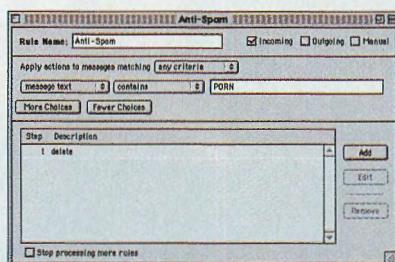 Anti-Spam
Rule Name: Anti-Spam Incoming Outgoing Manual
Apply actions to messages matching any criteria
message text contains PORN
More Choices Fewer Choices
Step Description
1 delete
Add
Edit
Remove
Stop processing more rules